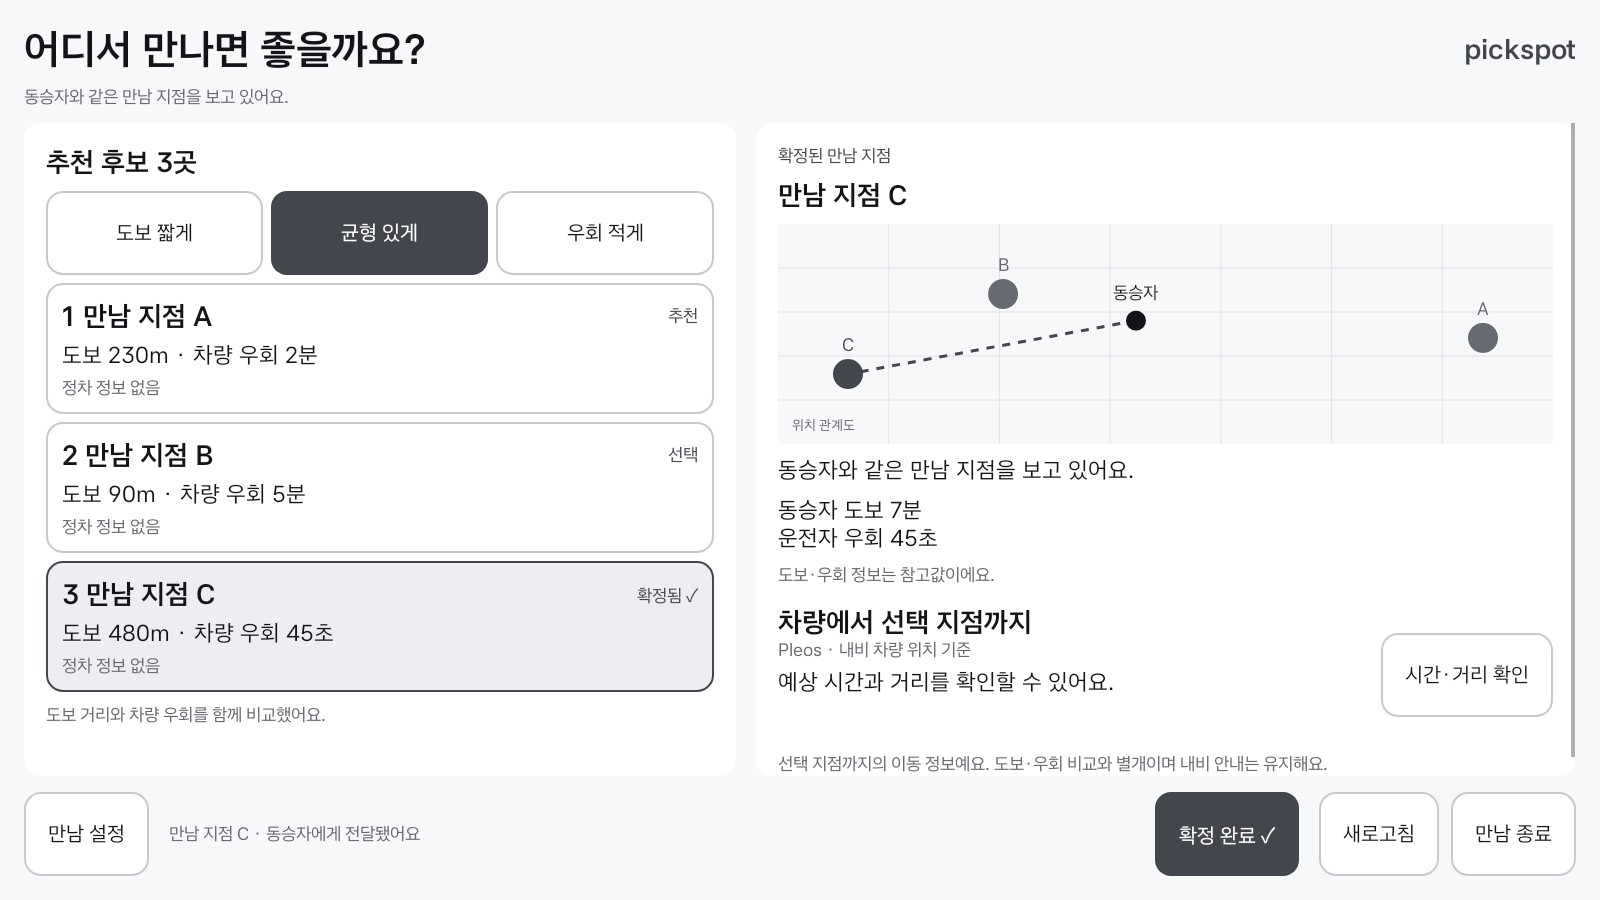 어디서 만나면 좋을까요?
pickspot
동승자와 같은 만남 지점을 보고 있어요.
추천 후보 3곳
도보 짧게
균형 있게
우회 적게
1 만남 지점 A
추천
도보 230m · 차량 우회 2분
정차 정보 없음
2 만남 지점 B
선택
도보 90m · 차량 우회 5분
정차 정보 없음
3 만남 지점 C
확정됨 ✓
도보 480m · 차량 우회 45초
정차 정보 없음
도보 거리와 차량 우회를 함께 비교했어요.
확정된 만남 지점
만남 지점 C
B
동승자
A
C
위치 관계도
동승자와 같은 만남 지점을 보고 있어요.
동승자 도보 7분
운전자 우회 45초
도보·우회 정보는 참고값이에요.
차량에서 선택 지점까지
Pleos · 내비 차량 위치 기준
예상 시간과 거리를 확인할 수 있어요.
시간·거리 확인
선택 지점까지의 이동 정보예요. 도보·우회 비교와 별개이며 내비 안내는 유지해요.
만남 설정
만남 지점 C · 동승자에게 전달됐어요
확정 완료 ✓
새로고침
만남 종료